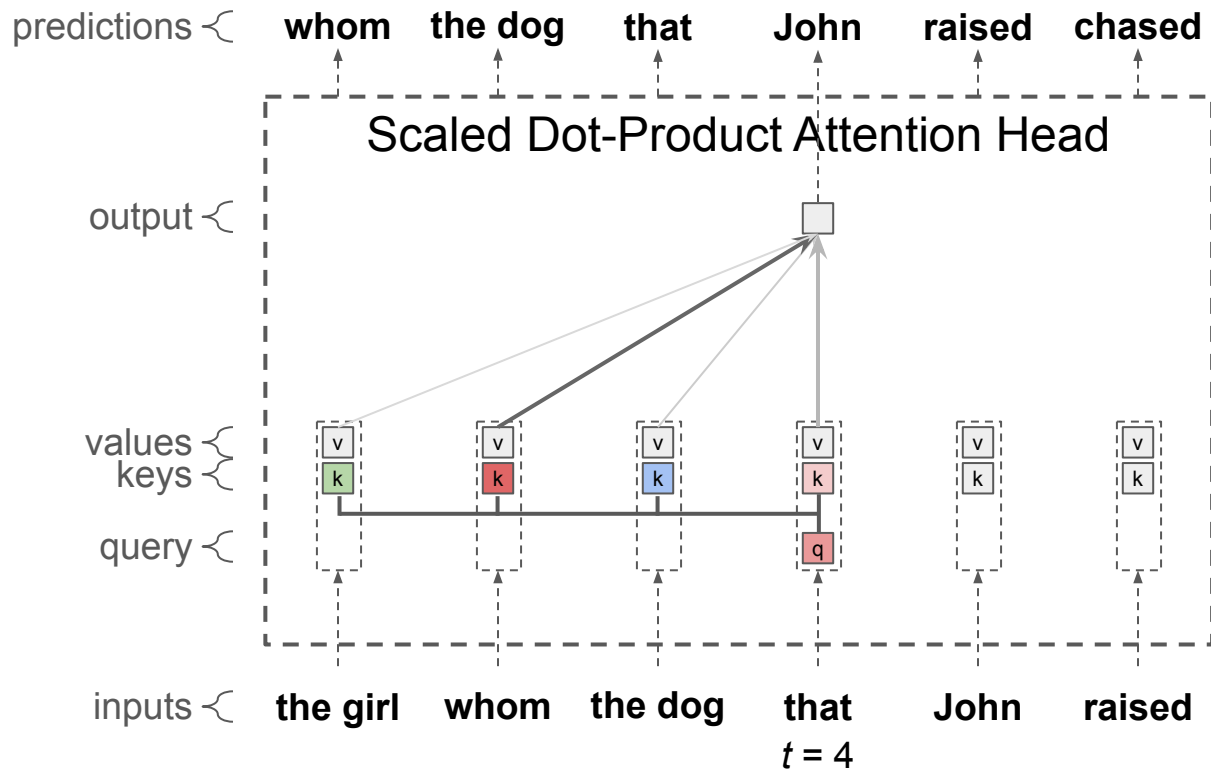 predictions whom the dog that John raised chased
Scaled Dot-Product Attention Head
output
values v v v v v v
keys k k k k k k
query q
inputs the girl whom the dog that John raised
t = 4